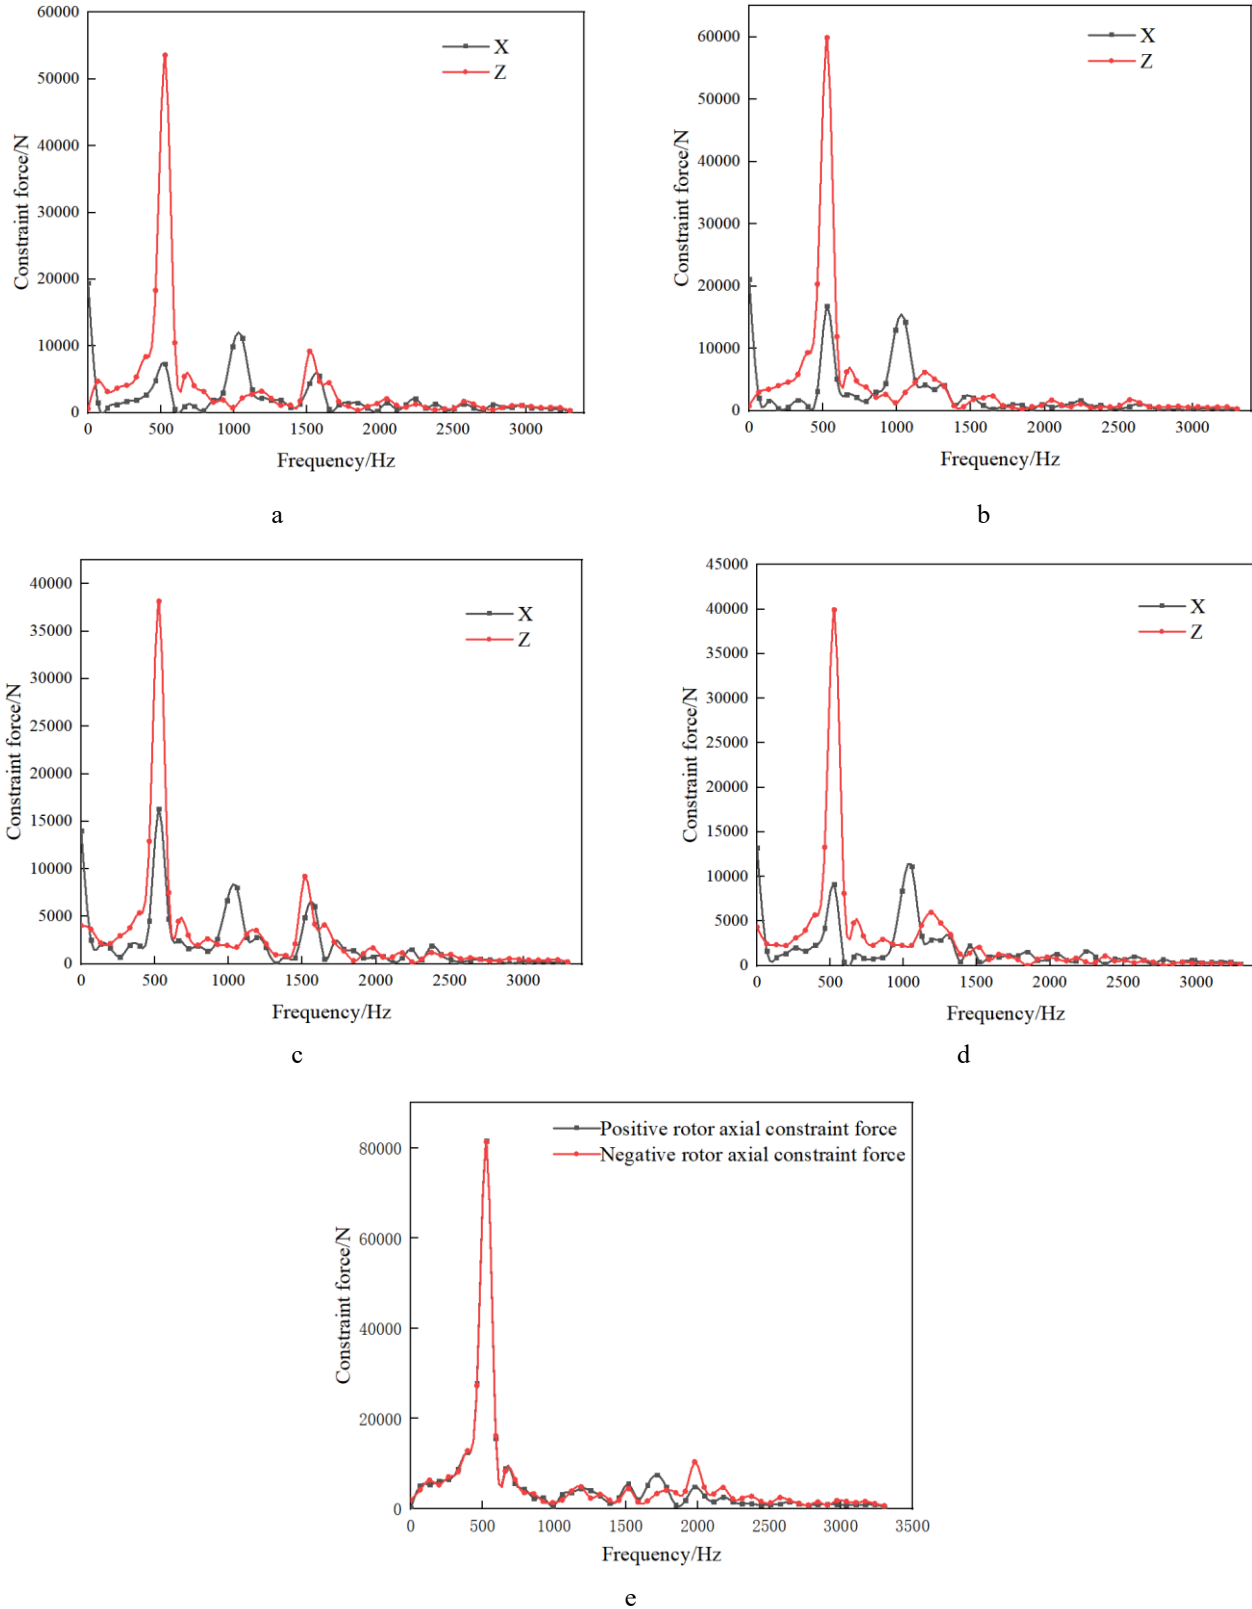 60000
50000
40000
30000
20000
10000
0
Constraint force/N
X
Z
0 500 1000 1500 2000 2500 3000
Frequency/Hz
a
60000
50000
40000
30000
20000
10000
0
Constraint force/N
X
Z
0 500 1000 1500 2000 2500 3000
Frequency/Hz
b
40000
35000
30000
25000
20000
15000
10000
5000
0
Constraint force/N
X
Z
0 500 1000 1500 2000 2500 3000
Frequency/Hz
c
45000
40000
35000
30000
25000
20000
15000
10000
5000
0
Constraint force/N
X
Z
0 500 1000 1500 2000 2500 3000
Frequency/Hz
d
80000
60000
40000
20000
0
Constraint force/N
Positive rotor axial constraint force
Negative rotor axial constraint force
0 500 1000 1500 2000 2500 3000 3500
Frequency/Hz
e